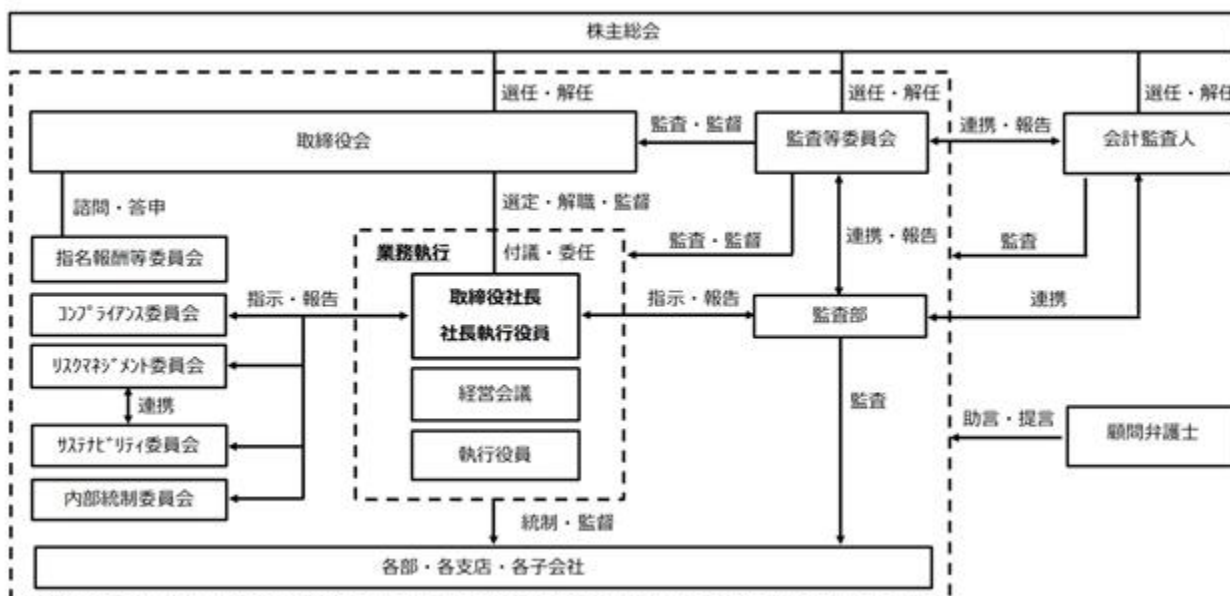 株主総会
選任・解任
選任・解任
選任・解任
取締役会
監査・監督
監査等委員会
連携・報告
会計監査人
諮問・答申
選定・解職・監督
指名報酬等委員会
業務執行
付議・委任
監査・監督
連携・報告
監査
コンプライアンス委員会
指示・報告
取締役社長
社長執行役員
指示・報告
監査部
連携
リスクマネジメント委員会
連携
経営会議
監査
サステナビリティ委員会
執行役員
助言・提言
顧問弁護士
内部統制委員会
統制・監督
各部・各支店・各子会社